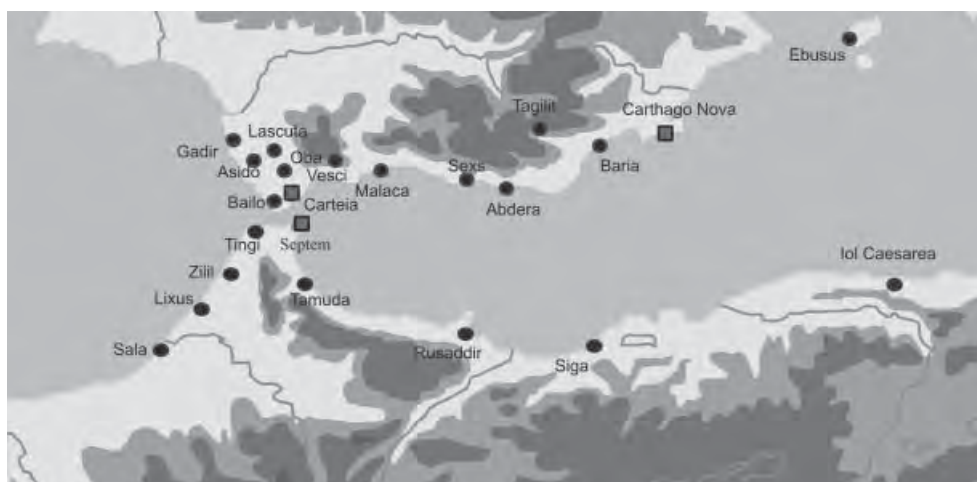 Ebusus
Tagilit
Carthago Nova
Lascuta
Gadir
Oba
Asido
Vesci
Baria
Malaca
Sexs
Abdera
Bailo
Carteia
Tingi
Septem
Iol Caesarea
Zilil
Lixus
Tamuda
Sala
Rusaddir
Siga